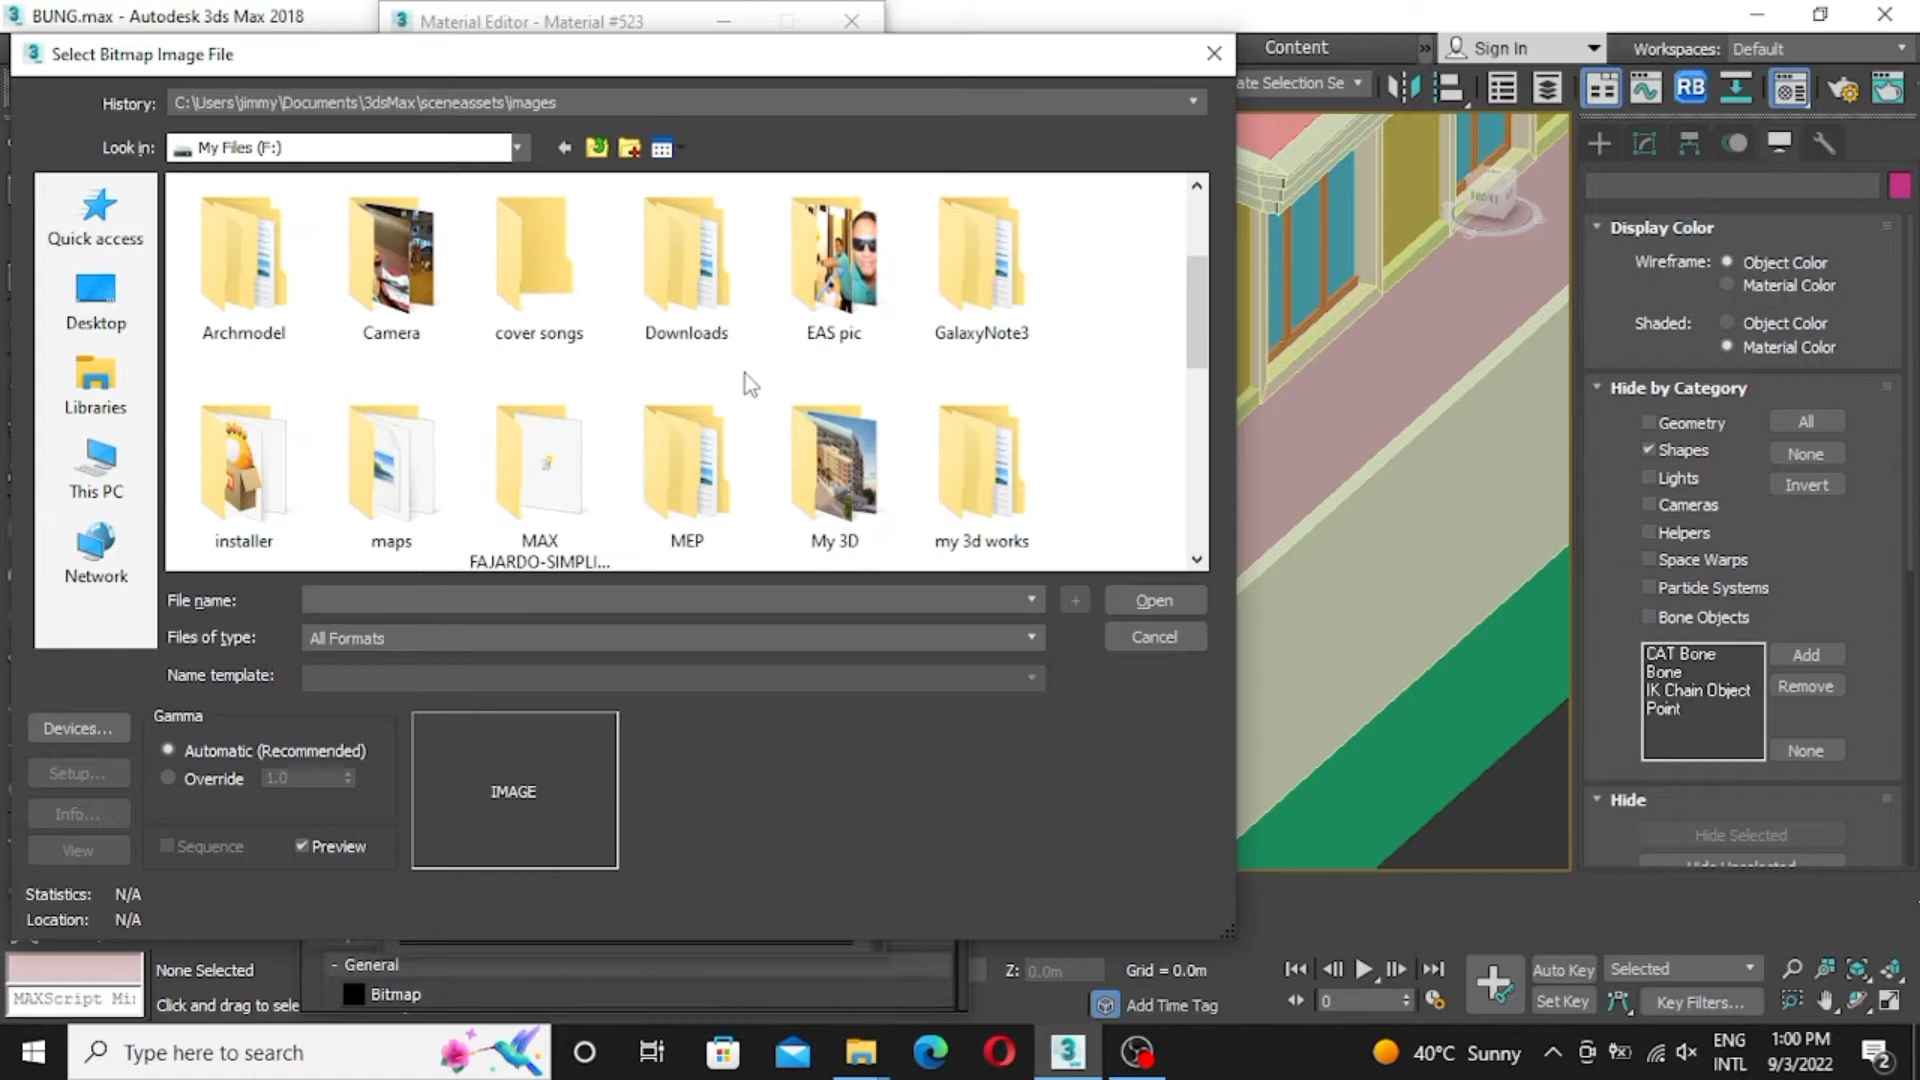 BUNG.max - Autodesk 3ds Max 2018
Material Editor - Material #523
Select Bitmap Image File
Content
Sign In
Workspaces: Default
History: C:\Users\jimmy\Documents\3dsMax\sceneassets\images
ate Selection Se
RB
Look in: My Files (F:)
Quick access
Desktop
Libraries
This PC
Network
Archmodel
Camera
cover songs
Downloads
EAS pic
GalaxyNote3
installer
maps
MAX
FAJARDO-SIMPLI...
MEP
My 3D
my 3d works
FRONT
Display Color
Wireframe: Object Color
Material Color
Shaded: Object Color
Material Color
Hide by Category
Geometry All
Shapes None
Lights Invert
Cameras
Helpers
Space Warps
Particle Systems
Bone Objects
CAT Bone Add
Bone
IK Chain Object Remove
Point
None
Hide
Hide Selected
File name: + Open
Files of type: All Formats Cancel
Name template:
Devices...
Setup...
Info...
View
Gamma
Automatic (Recommended)
Override 1.0
Sequence Preview
IMAGE
Statistics: N/A
Location: N/A
None Selected
MAXScript Mi
Click and drag to sele
- General
Bitmap
Z: 0.0m
Grid = 0.0m
Add Time Tag
0
Auto Key Selected
Set Key Key Filters...
Type here to search
40°C Sunny
ENG
INTL
1:00 PM
9/3/2022
2